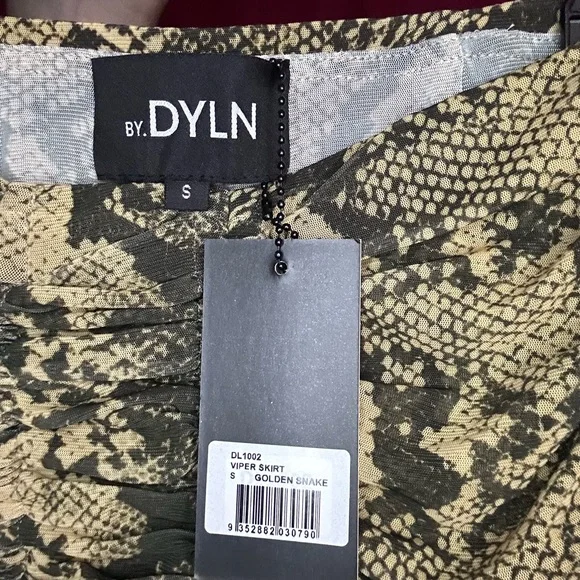 BY. DYLN
S
DL1002
VIPER SKIRT
S GOLDEN SNAKE
9 352882 030790